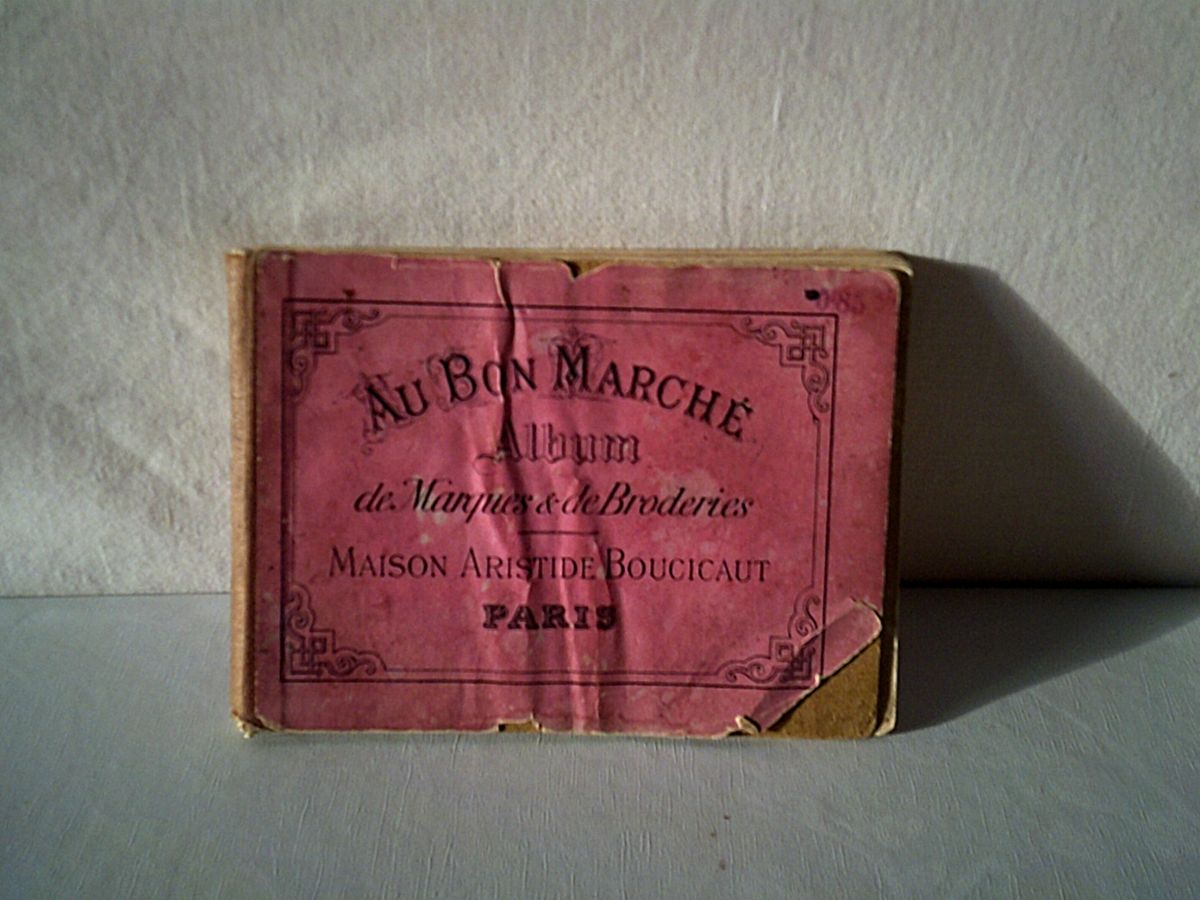 AU BON MARCHÉ
Album
de Marques & de Broderies
MAISON ARISTIDE BOUCICAUT
PARIS